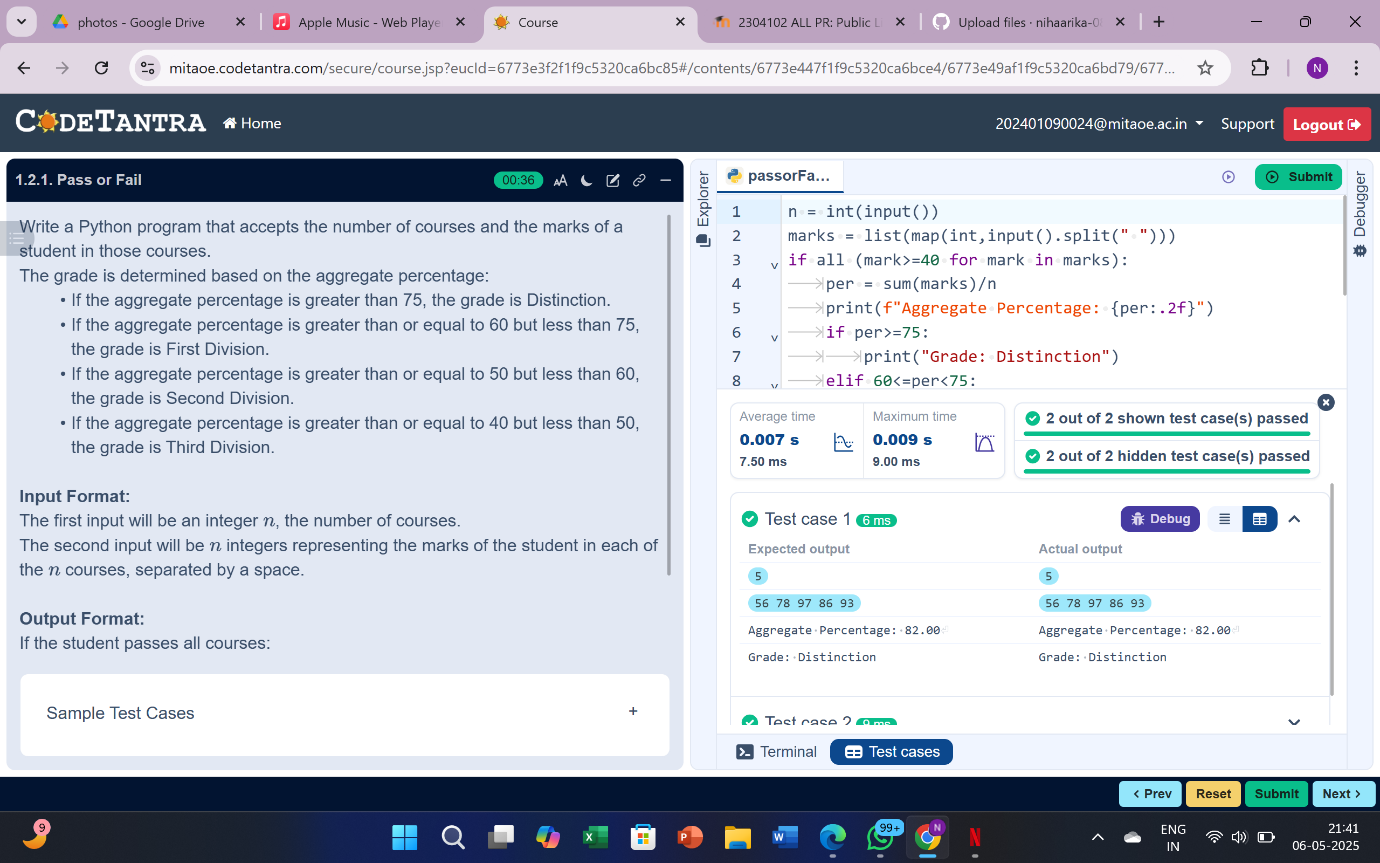 photos - Google Drive
Apple Music - Web Playe
Course
2304102 ALL PR: Public L
Upload files · nihaarika-0
mitaoe.codetantra.com/secure/course.jsp?eucId=6773e3f2f1f9c5320ca6bc85#/contents/6773e447f1f9c5320ca6bce4/6773e49af1f9c5320ca6bd79/677...
N
CODETANTRA
Home
202401090024@mitaoe.ac.in
Support
Logout
1.2.1. Pass or Fail
00:36
AA
Write a Python program that accepts the number of courses and the marks of a
student in those courses.
The grade is determined based on the aggregate percentage:
• If the aggregate percentage is greater than 75, the grade is Distinction.
• If the aggregate percentage is greater than or equal to 60 but less than 75,
the grade is First Division.
• If the aggregate percentage is greater than or equal to 50 but less than 60,
the grade is Second Division.
• If the aggregate percentage is greater than or equal to 40 but less than 50,
the grade is Third Division.
Input Format:
The first input will be an integer n, the number of courses.
The second input will be n integers representing the marks of the student in each of
the n courses, separated by a space.
Output Format:
If the student passes all courses:
Sample Test Cases
+
Explorer
passorFa...
Submit
Debugger
1 n = int(input())
2 marks = list(map(int,input().split(" ")))
3 if all (mark>=40 for mark in marks):
4 per = sum(marks)/n
5 print(f"Aggregate Percentage: {per:.2f}")
6 if per>=75:
7 print("Grade: Distinction")
8 elif 60<=per<75:
Average time
0.007 s
7.50 ms
Maximum time
0.009 s
9.00 ms
2 out of 2 shown test case(s) passed
2 out of 2 hidden test case(s) passed
Test case 1 6 ms
Debug
Expected output
Actual output
5
5
56 78 97 86 93
56 78 97 86 93
Aggregate Percentage: 82.00
Aggregate Percentage: 82.00
Grade: Distinction
Grade: Distinction
Test case 2 9 ms
Terminal
Test cases
< Prev
Reset
Submit
Next >
9
99+
N
ENG
IN
21:41
06-05-2025